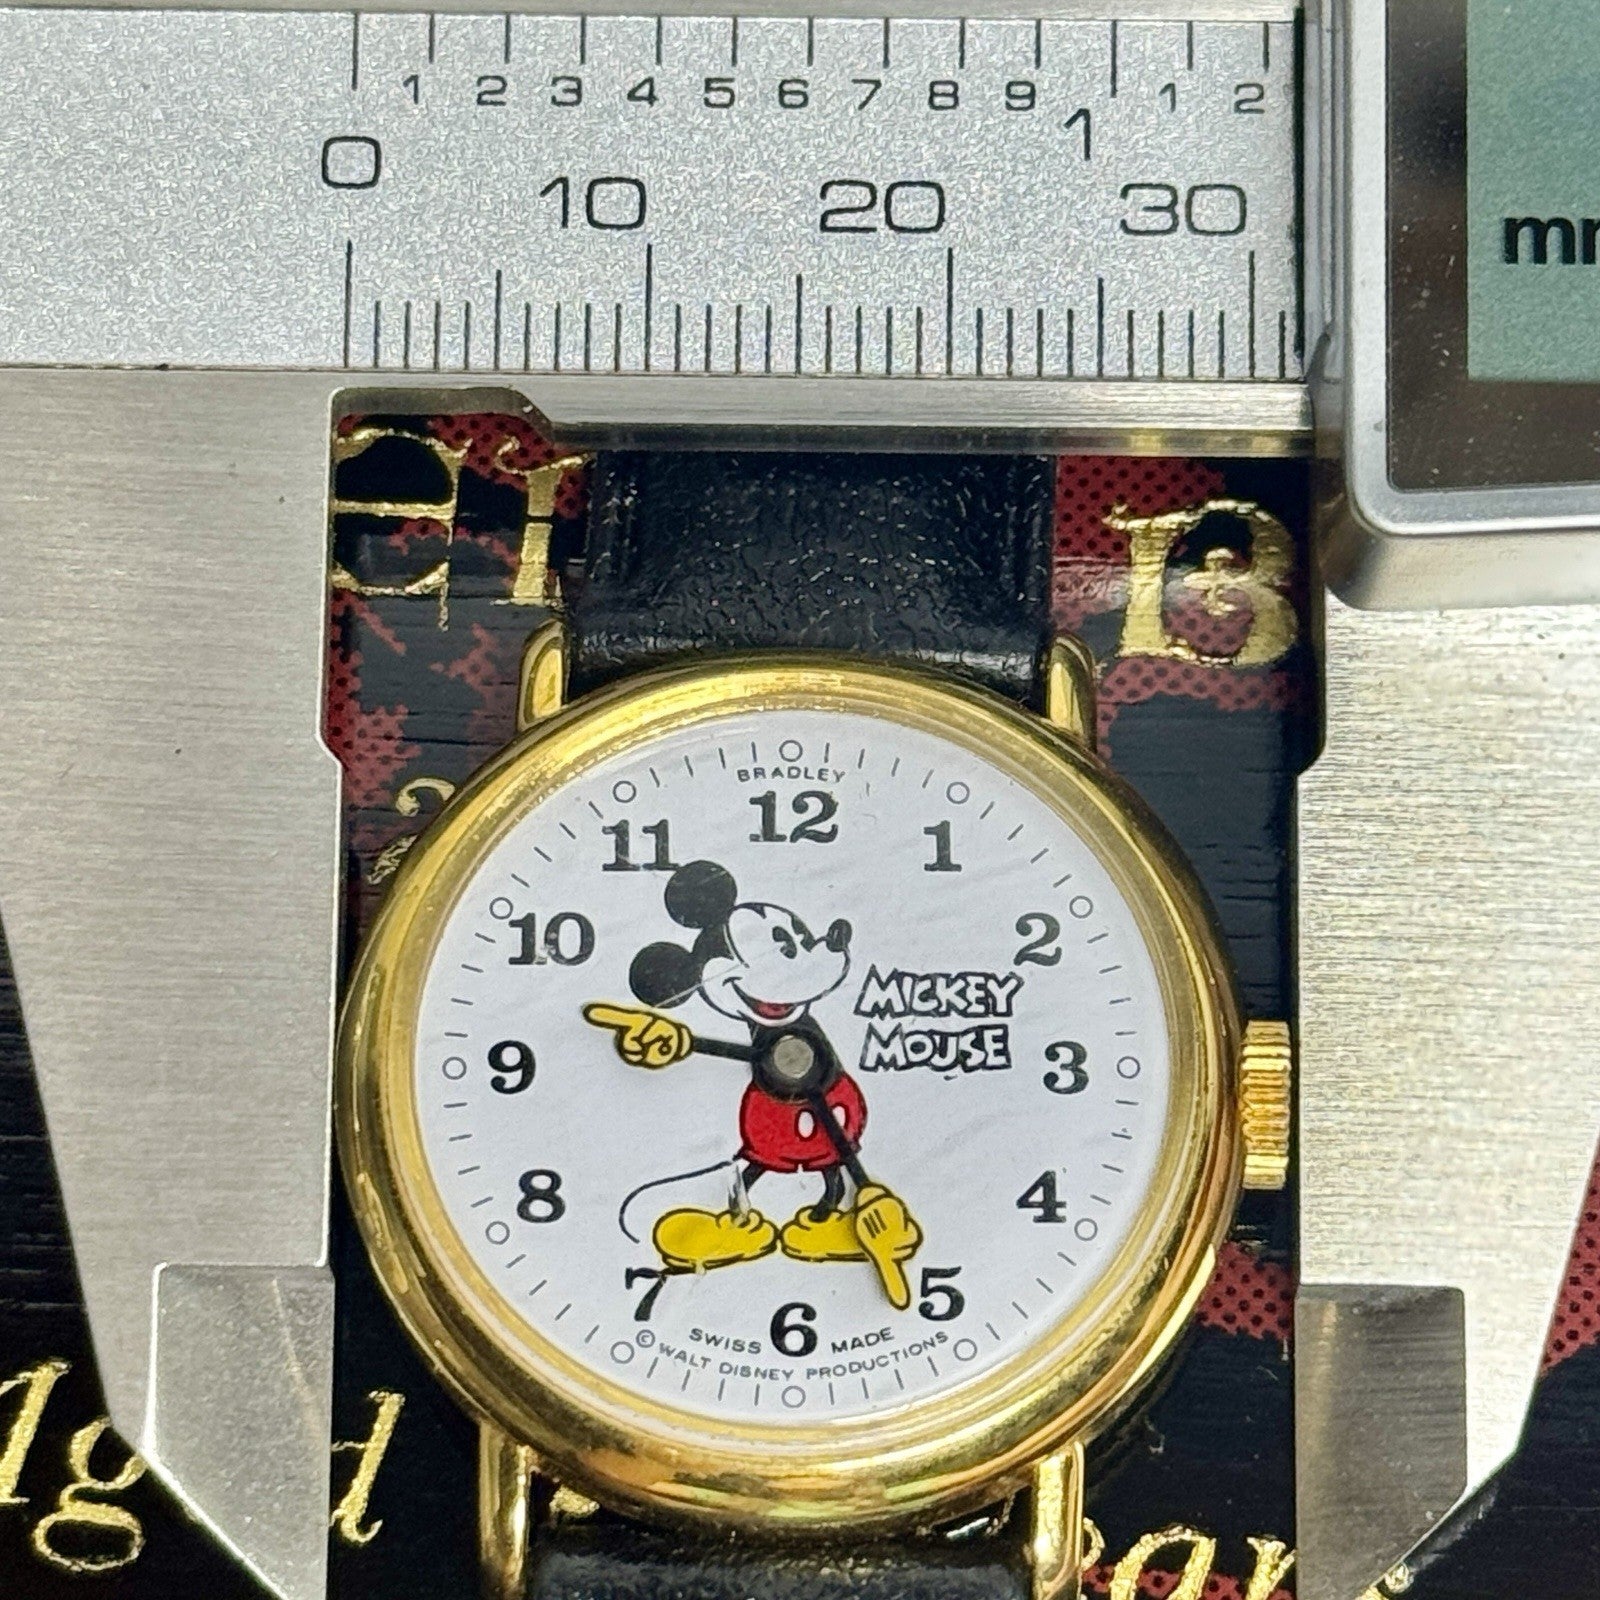 1 2 3 4 5 6 7 8 9 1 1 2
0 10 20 30
mm
B
BRADLEY
12
11 1
10 2
MICKEY
MOUSE
9 3
8 4
7 5
6
SWISS MADE
© WALT DISNEY PRODUCTIONS